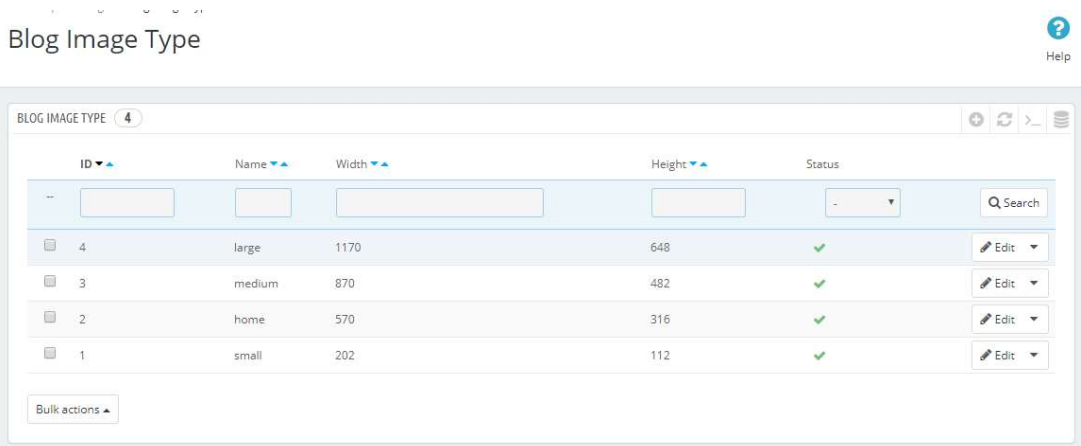 Blog Image Type
Help
BLOG IMAGE TYPE 4
ID Name Width Height Status
-- - Search
4 large 1170 648 Edit
3 medium 870 482 Edit
2 home 570 316 Edit
1 small 202 112 Edit
Bulk actions